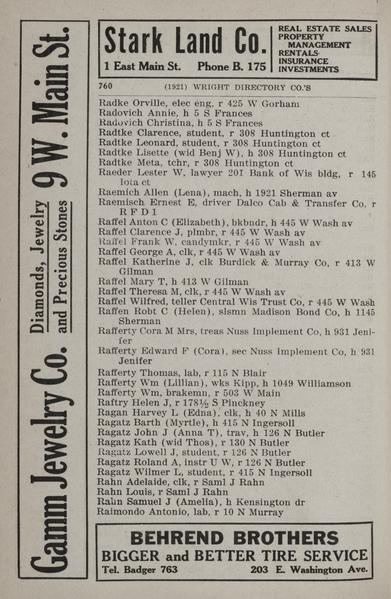 Stark Land Co.
1 East Main St. Phone B. 175
REAL ESTATE SALES
PROPERTY
MANAGEMENT
RENTALS
INSURANCE
INVESTMENTS
Gamm Jewelry Co. Diamonds, Jewelry and Precious Stones 9 W. Main St.
760 (1921) WRIGHT DIRECTORY CO.'S
Radke Orville, elec eng, r 425 W Gorham
Radovich Annie, h 5 S Frances
Radovich Christina, h 5 S Frances
Radtke Clarence, student, r 308 Huntington ct
Radtke Leonard, student, r 308 Huntington ct
Radtke Lisette (wid Benj W), h 308 Huntington ct
Radtke Meta, tchr, r 308 Huntington ct
Raeder Lester W, lawyer 201 Bank of Wis bldg, r 145
Iota ct
Raemich Allen (Lena), mach, h 1921 Sherman av
Raemisch Ernest E, driver Dalco Cab & Transfer Co, r
R F D 1
Raffel Anton C (Elizabeth), bkbndr, h 445 W Wash av
Raffel Clarence J, plmbr, r 445 W Wash av
Raffel Frank W, candymkr, r 445 W Wash av
Raffel George A, clk, r 445 W Wash av
Raffel Katherine J, clk Burdick & Murray Co, r 413 W
Gilman
Raffel Mary T, h 413 W Gilman
Raffel Theresa M, clk, r 445 W Wash av
Raffel Wilfred, teller Central Wis Trust Co, r 445 W Wash
Raffen Robt C (Helen), slsmn Madison Bond Co, h 1145
Sherman
Rafferty Cora M Mrs, treas Nuss Implement Co, h 931 Jeni-
fer
Rafferty Edward F (Cora), sec Nuss Implement Co, h 931
Jenifer
Rafferty Thomas, lab, r 115 N Blair
Rafferty Wm (Lillian), wks Kipp, h 1049 Williamson
Rafferty Wm, brakemn, r 503 W Main
Raftry Helen J, r 178½ S Pinckney
Ragan Harvey L (Edna), clk, h 40 N Mills
Ragatz Barth (Myrtle), h 415 N Ingersoll
Ragatz John J (Anna T), trav, h 126 N Butler
Ragatz Kath (wid Thos), r 130 N Butler
Ragatz Lowell J, student, r 126 N Butler
Ragatz Roland A, instr U W, r 126 N Butler
Ragatz Wilmer L, student, r 415 N Ingersoll
Rahn Adelaide, clk, r Saml J Rahn
Rahn Louis, r Saml J Rahn
Rahn Samuel J (Amelia), h Kensington dr
Raimondo Antonio, lab, r 10 N Murray
BEHREND BROTHERS
BIGGER and BETTER TIRE SERVICE
Tel. Badger 763 203 E. Washington Ave.